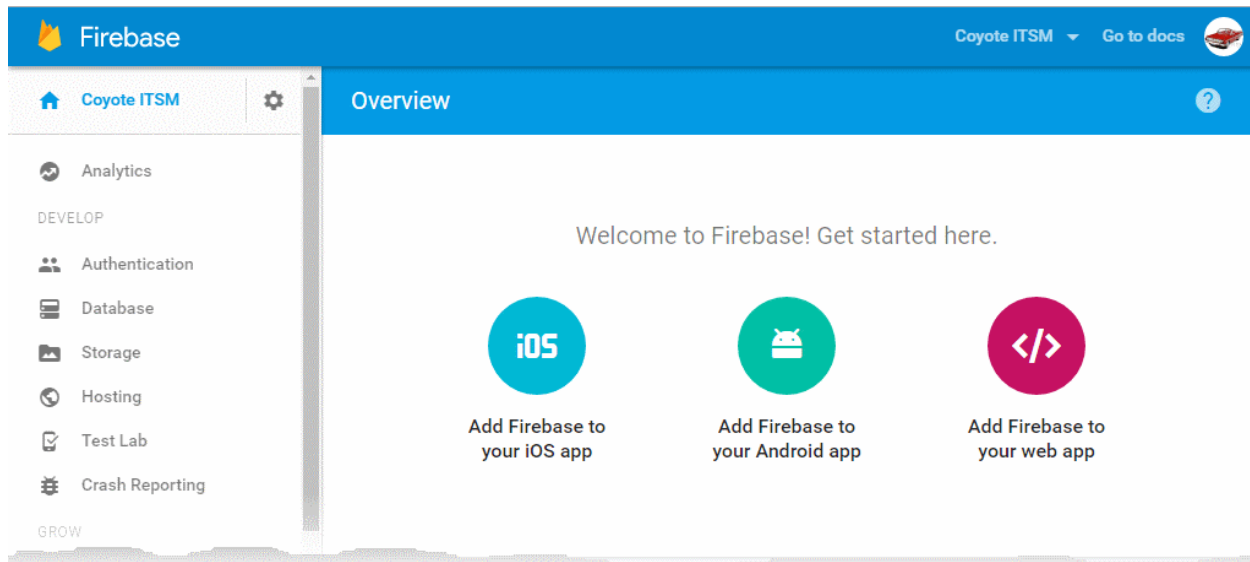 Firebase
Coyote ITSM
Go to docs
Coyote ITSM
Overview
?
Analytics
DEVELOP
Authentication
Database
Storage
Hosting
Test Lab
Crash Reporting
GROW
Welcome to Firebase! Get started here.
iOS
</>
Add Firebase to
your iOS app
Add Firebase to
your Android app
Add Firebase to
your web app